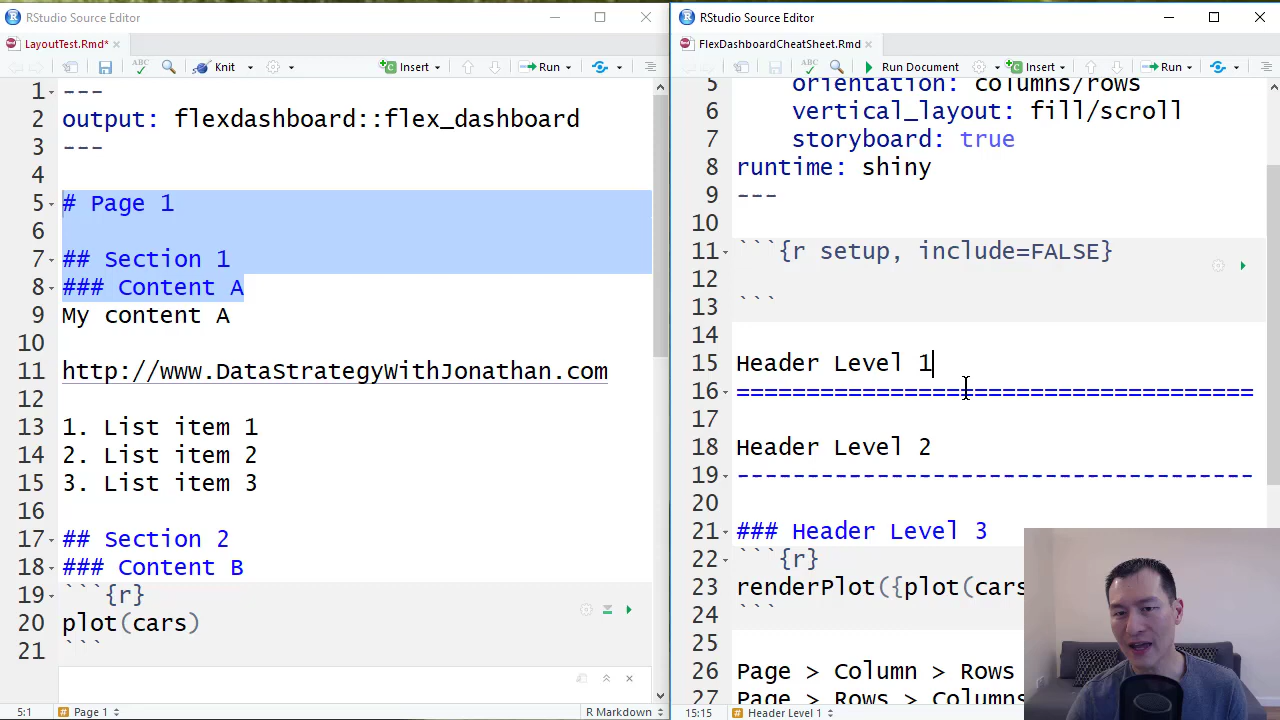 RStudio Source Editor
LayoutTest.Rmd*
ABC
Knit
Insert
Run
1 ---
2 output: flexdashboard::flex_dashboard
3 ---
4
5 # Page 1
6
7 ## Section 1
8 ### Content A
9 My content A
10
11 http://www.DataStrategyWithJonathan.com
12
13 1. List item 1
14 2. List item 2
15 3. List item 3
16
17 ## Section 2
18 ### Content B
19 ```{r}
20 plot(cars)
21 ```
5:1 Page 1 R Markdown
RStudio Source Editor
FlexDashboardCheatSheet.Rmd
ABC
Run Document
Insert
Run
5 orientation: columns/rows
6 vertical_layout: fill/scroll
7 storyboard: true
8 runtime: shiny
9 ---
10
11 ```{r setup, include=FALSE}
12
13 ```
14
15 Header Level 1
16 =====================================
17
18 Header Level 2
19 -------------------------------------
20
21 ### Header Level 3
22 ```{r}
23 renderPlot({plot(cars
24 ```
25
26 Page > Column > Rows
27 Page > Rows > Columns
15:15 Header Level 1